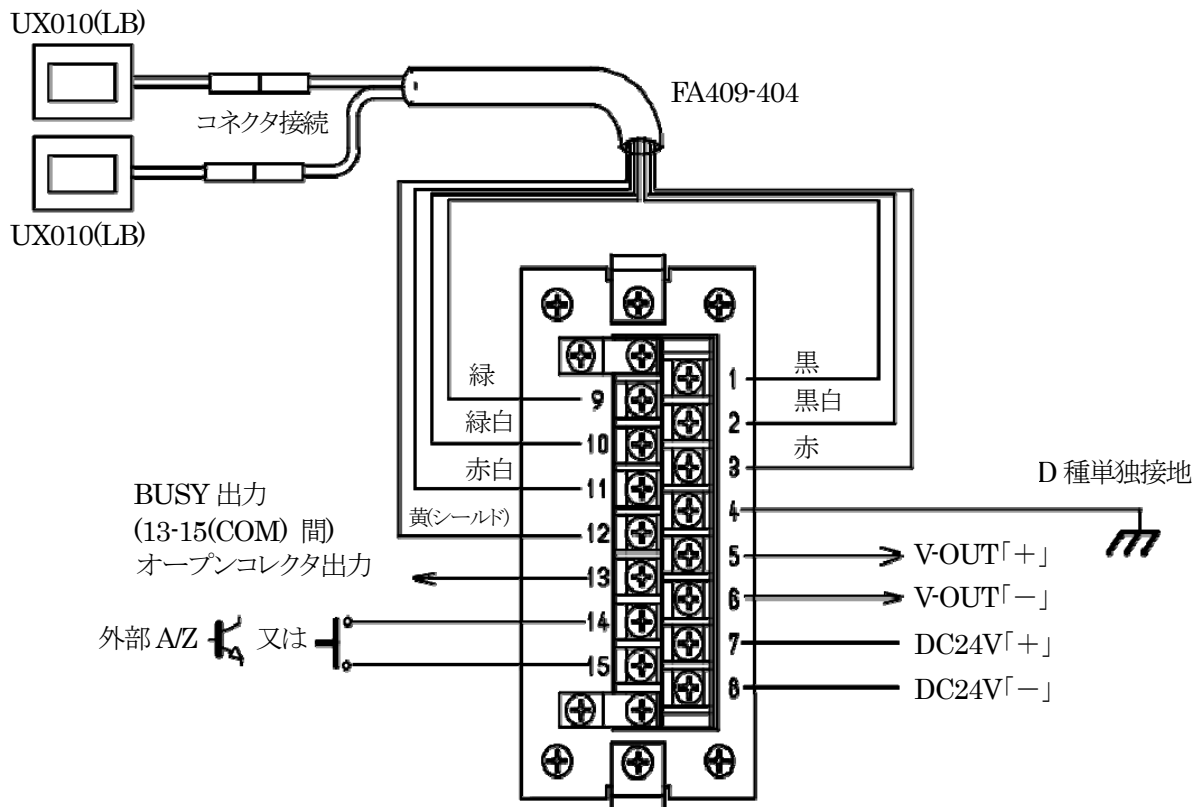 UX010(LB)
コネクタ接続
FA409-404
UX010(LB)
緑
緑白
赤白
黄(シールド)
9
10
11
12
13
14
15
1
2
3
4
5
6
7
8
黒
黒白
赤
D 種単独接地
BUSY 出力
(13-15(COM) 間)
オープンコレクタ出力
外部 A/Z 又は
V-OUT「+」
V-OUT「-」
DC24V「+」
DC24V「-」